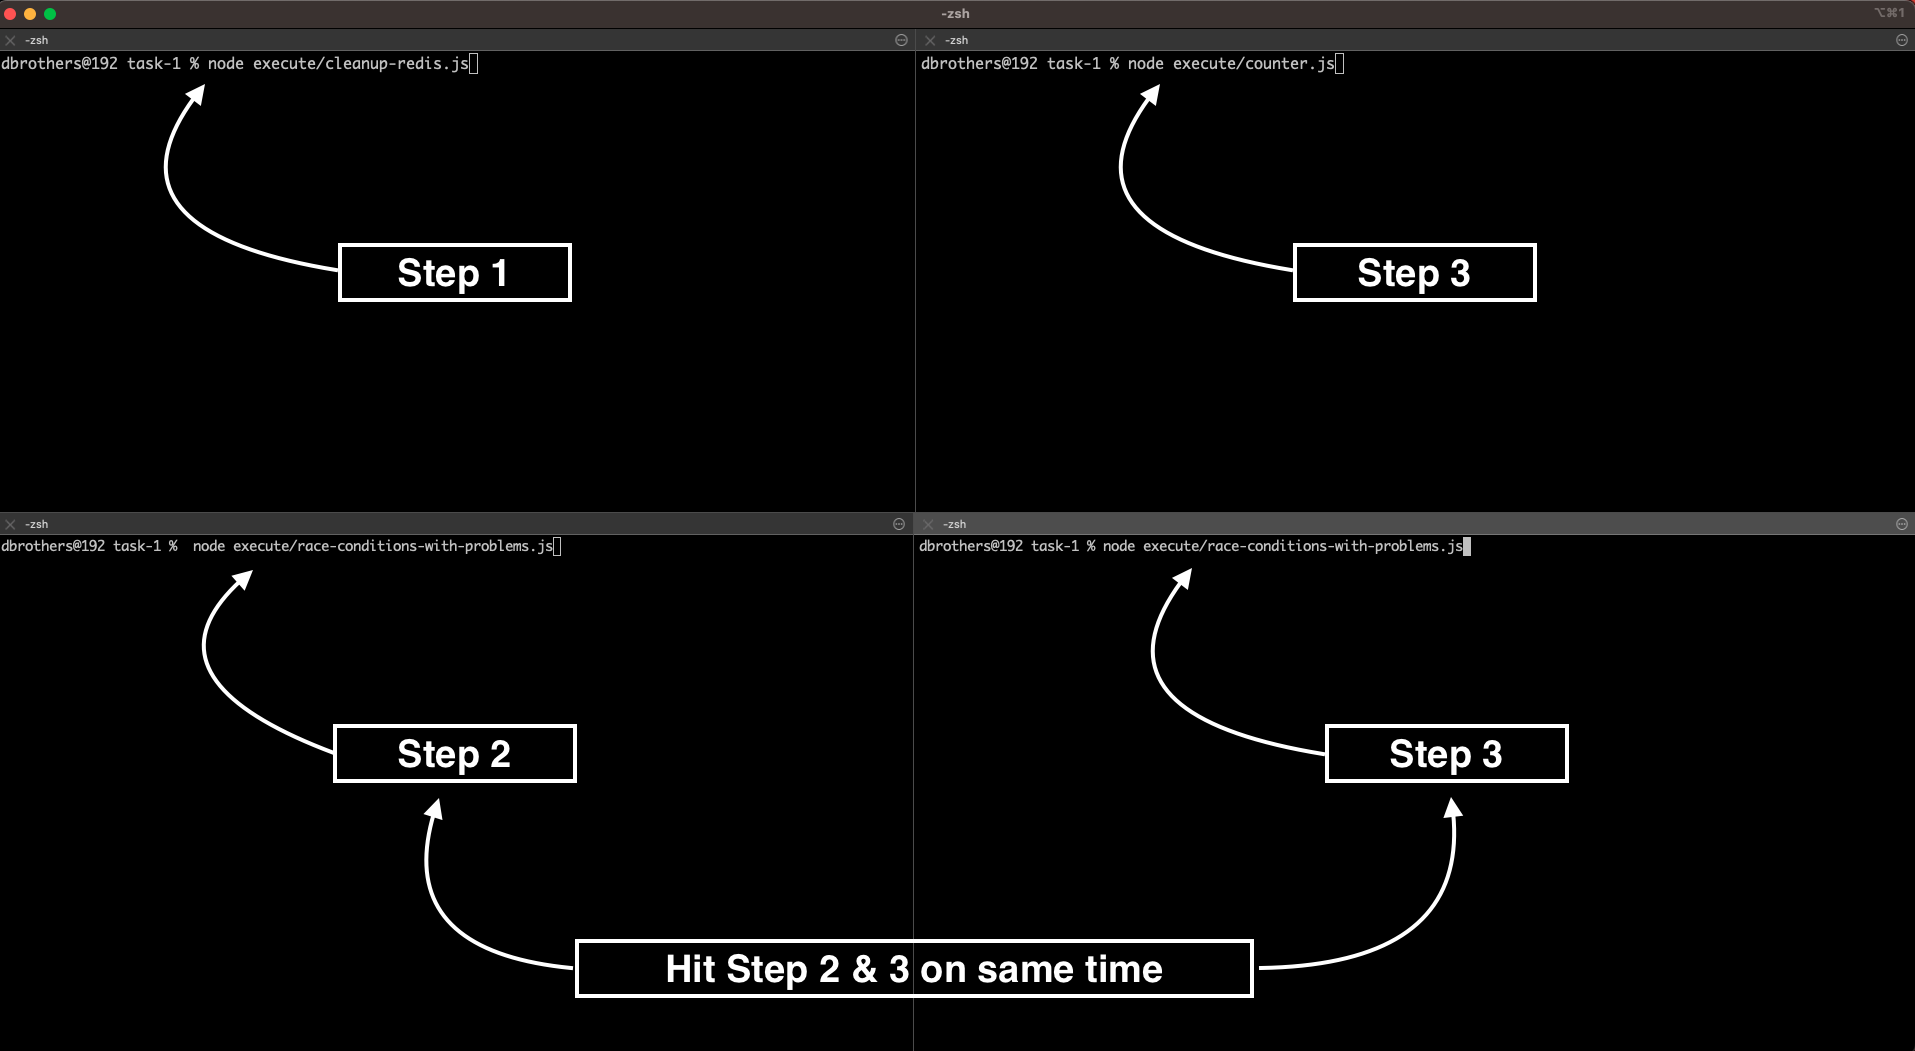 -zsh
⌥⌘1
-zsh
dbrothers@192 task-1 % node execute/cleanup-redis.js
Step 1
-zsh
dbrothers@192 task-1 % node execute/counter.js
Step 3
-zsh
dbrothers@192 task-1 %  node execute/race-conditions-with-problems.js
Step 2
-zsh
dbrothers@192 task-1 % node execute/race-conditions-with-problems.js
Step 3
Hit Step 2 & 3 on same time